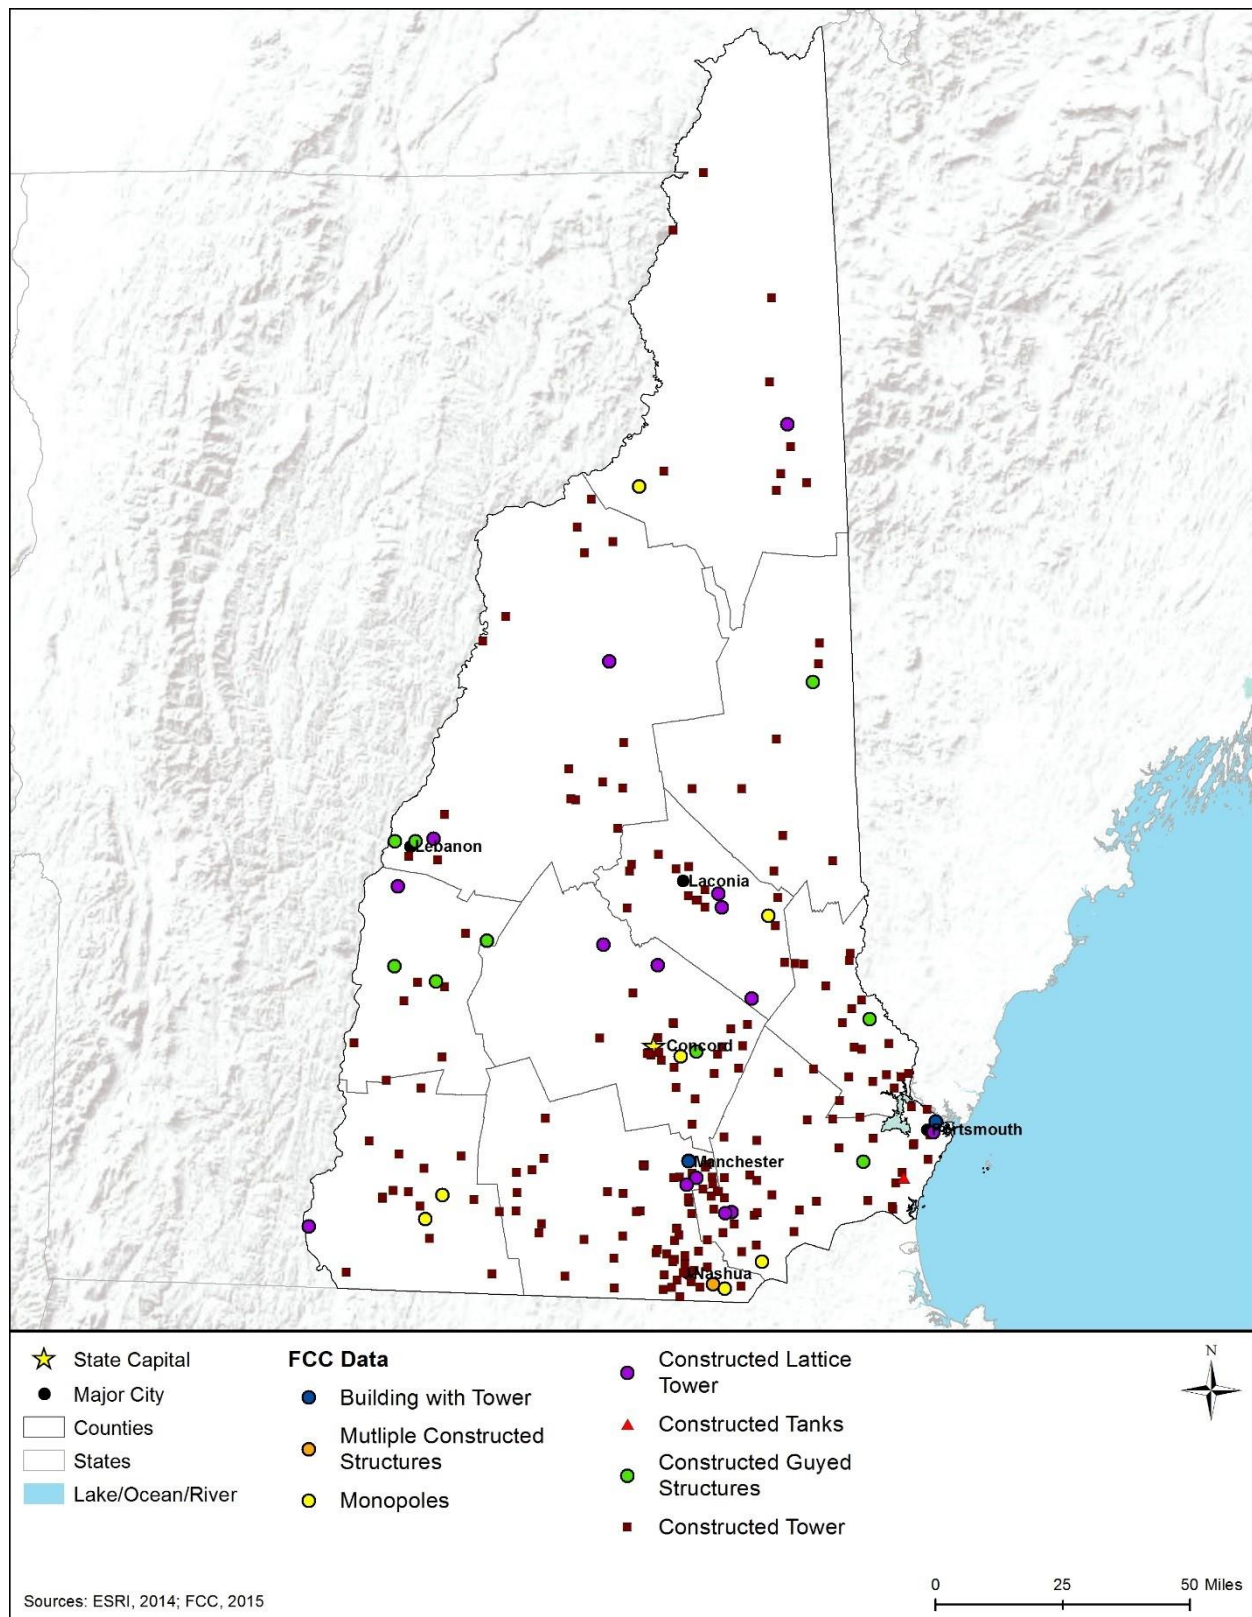 Lebanon
Laconia
Concord
Portsmouth
Manchester
Nashua
State Capital
Major City
Counties
States
Lake/Ocean/River
FCC Data
Building with Tower
Mutliple Constructed
Structures
Monopoles
Constructed Lattice
Tower
Constructed Tanks
Constructed Guyed
Structures
Constructed Tower
N
0 25 50 Miles
Sources: ESRI, 2014; FCC, 2015